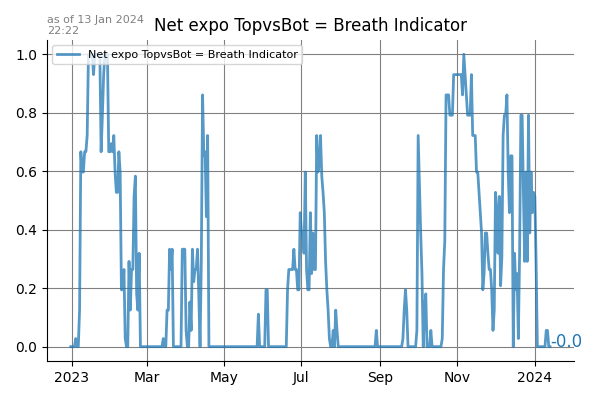 as of 13 Jan 2024
22:22
Net expo TopvsBot = Breath Indicator
Net expo TopvsBot = Breath Indicator
1.0
0.8
0.6
0.4
0.2
0.0
-0.0
2023 Mar May Jul Sep Nov 2024